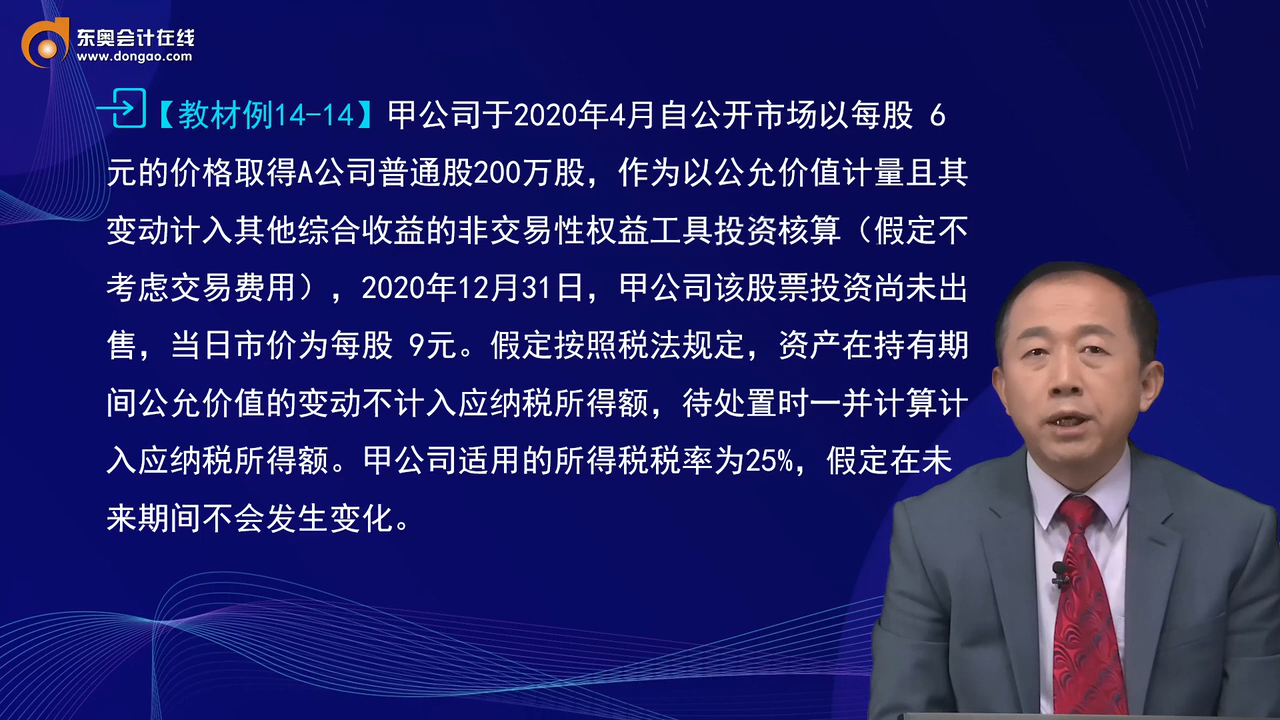 东奥会计在线
www.dongao.com
【教材例14-14】甲公司于2020年4月自公开市场以每股 6
元的价格取得A公司普通股200万股，作为以公允价值计量且其
变动计入其他综合收益的非交易性权益工具投资核算（假定不
考虑交易费用），2020年12月31日，甲公司该股票投资尚未出
售，当日市价为每股 9元。假定按照税法规定，资产在持有期
间公允价值的变动不计入应纳税所得额，待处置时一并计算计
入应纳税所得额。甲公司适用的所得税税率为25%，假定在未
来期间不会发生变化。